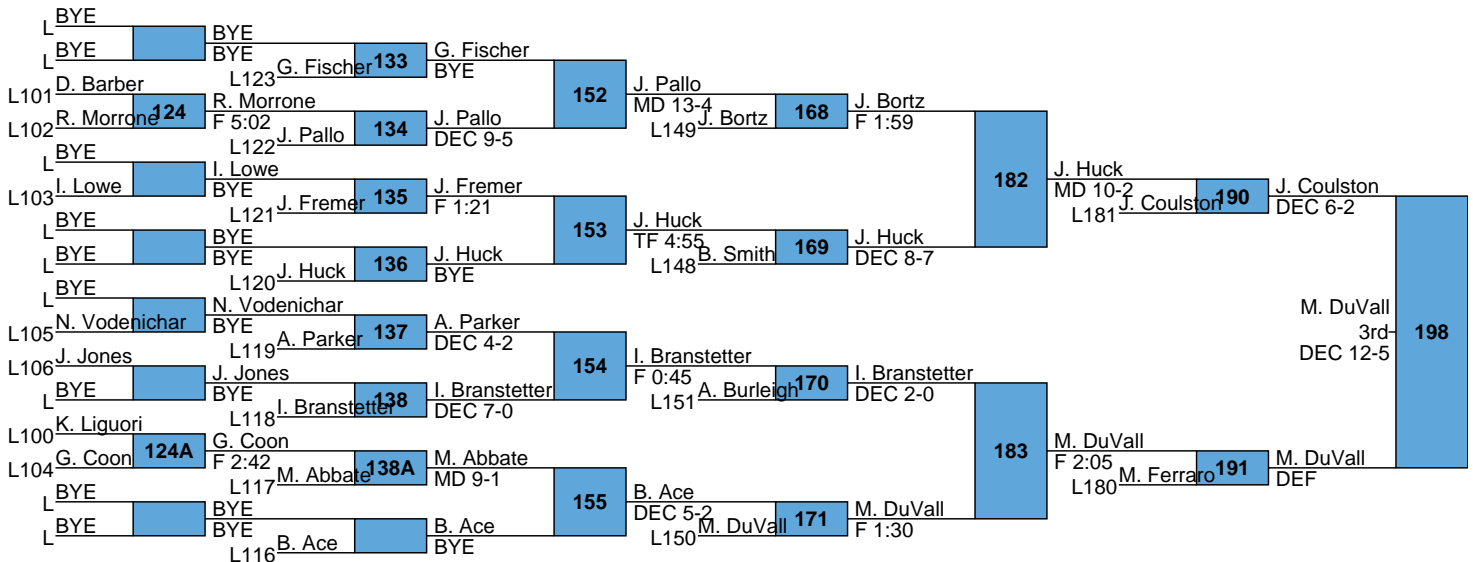 BYE
L
BYE
L
BYE
BYE
L123
G. Fischer
133
G. Fischer
BYE
D. Barber
L101
124
R. Morrone
L102
R. Morrone
F 5:02
J. Pallo
L122
134
J. Pallo
DEC 9-5
152
J. Pallo
MD 13-4
J. Bortz
L149
168
J. Bortz
F 1:59
BYE
L
I. Lowe
L103
I. Lowe
BYE
J. Fremer
L121
135
J. Fremer
F 1:21
BYE
L
BYE
L
BYE
BYE
J. Huck
L120
136
J. Huck
BYE
153
J. Huck
TF 4:55
B. Smith
L148
169
J. Huck
DEC 8-7
182
J. Huck
MD 10-2
J. Coulston
L181
190
J. Coulston
DEC 6-2
BYE
L
N. Vodenichar
L105
N. Vodenichar
BYE
A. Parker
L119
137
A. Parker
DEC 4-2
J. Jones
L106
BYE
L
J. Jones
BYE
I. Branstetter
L118
138
I. Branstetter
DEC 7-0
154
I. Branstetter
F 0:45
A. Burleigh
L151
170
I. Branstetter
DEC 2-0
K. Liguori
L100
G. Coon
L104
124A
G. Coon
F 2:42
M. Abbate
L117
138A
M. Abbate
MD 9-1
BYE
L
BYE
L
BYE
BYE
B. Ace
L116
B. Ace
BYE
155
B. Ace
DEC 5-2
M. DuVall
L150
171
M. DuVall
F 1:30
183
M. DuVall
F 2:05
M. Ferraro
L180
191
M. DuVall
DEF
198
M. DuVall
3rd
DEC 12-5